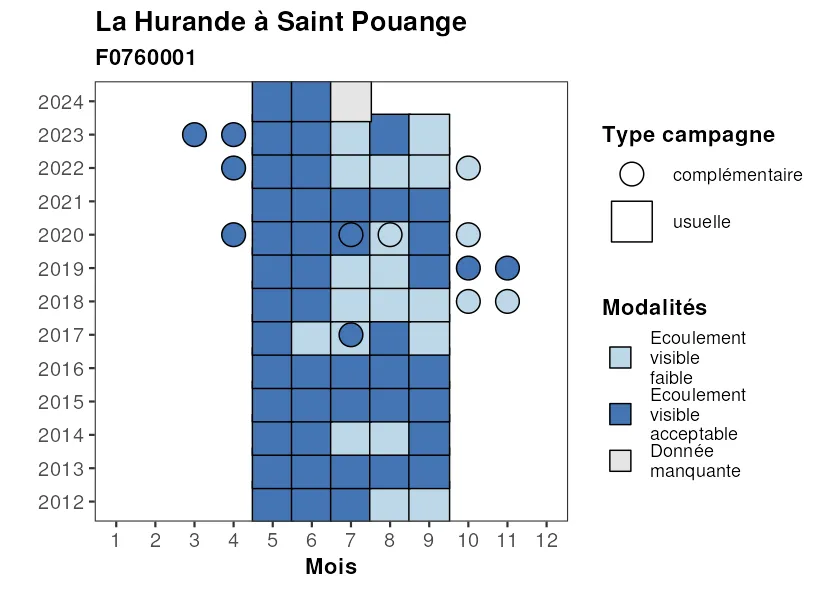 La Hurande à Saint Pouange
F0760001
2024
2023
2022
2021
2020
2019
2018
2017
2016
2015
2014
2013
2012
1 2 3 4 5 6 7 8 9 10 11 12
Mois
Type campagne
complémentaire
usuelle
Modalités
Ecoulement
visible
faible
Ecoulement
visible
acceptable
Donnée
manquante